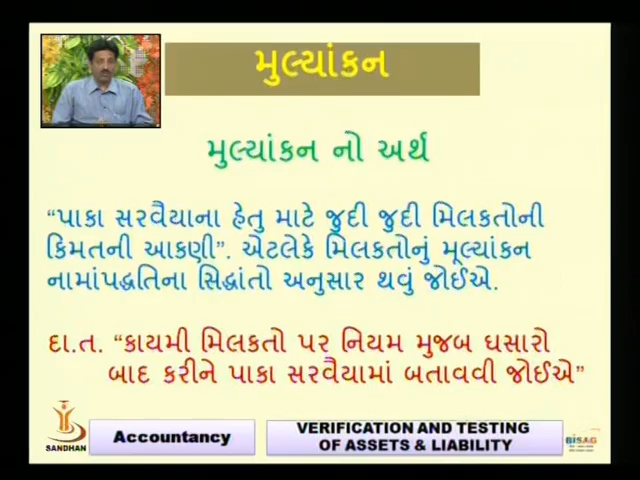 મુલ્યાંકન
મુલ્યાંકન નો અર્થ
“પાકા સરવૈયાના હેતુ માટે જુદી જુદી મિલકતોની
કિંમતની આકણી”. એટલેકે મિલકતોનું મૂલ્યાંકન
નામાંપદ્ધતિના સિદ્ધાંતો અનુસાર થવું જોઈએ.
દા.ત. “કાયમી મિલકતો પર નિયમ મુજબ ઘસારો
બાદ કરીને પાકા સરવૈયામાં બતાવવી જોઈએ”
SANDHAN
Accountancy
VERIFICATION AND TESTING
OF ASSETS & LIABILITY
BISAG